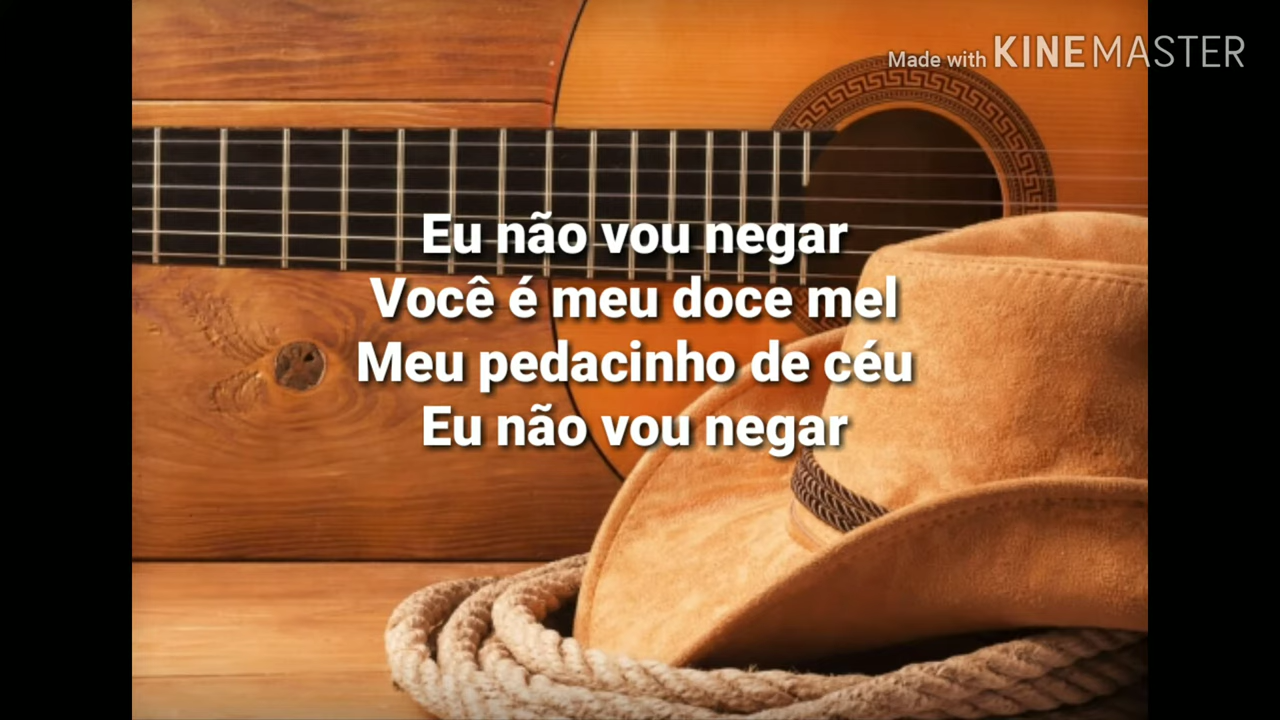 Made with KINEMASTER
Eu não vou negar
Você é meu doce mel
Meu pedacinho de céu
Eu não vou negar